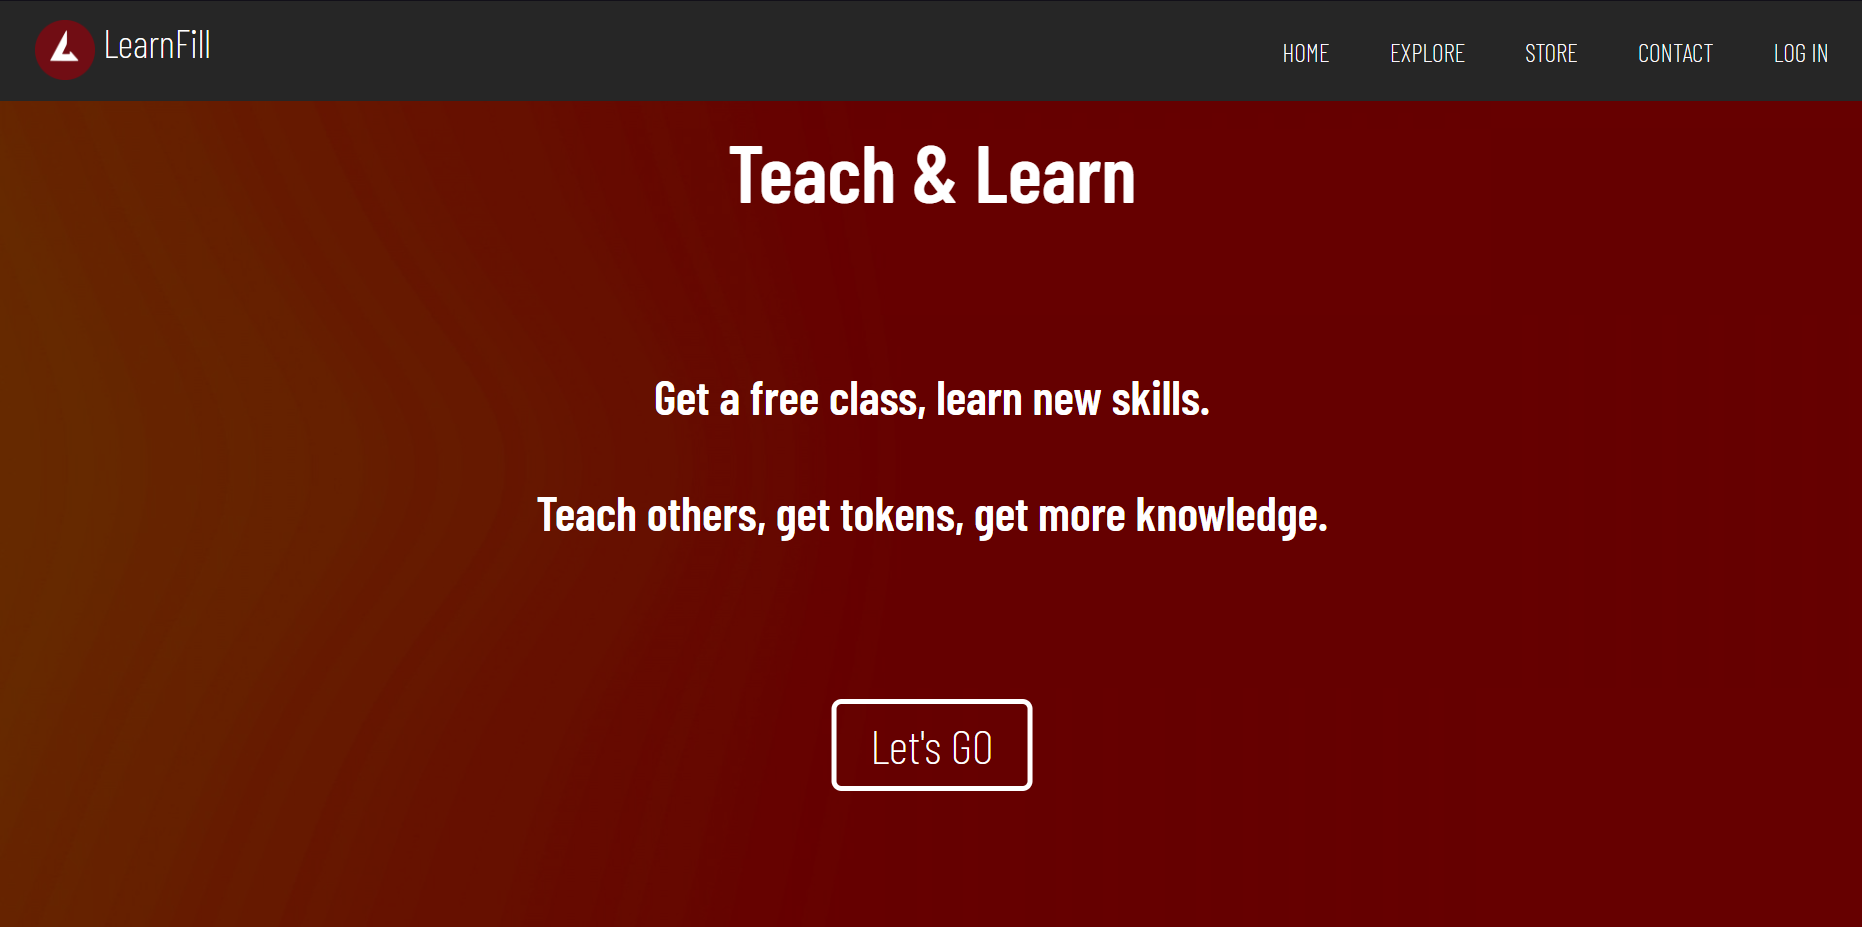 LearnFill
HOME EXPLORE STORE CONTACT LOG IN
Teach & Learn
Get a free class, learn new skills.
Teach others, get tokens, get more knowledge.
Let's GO